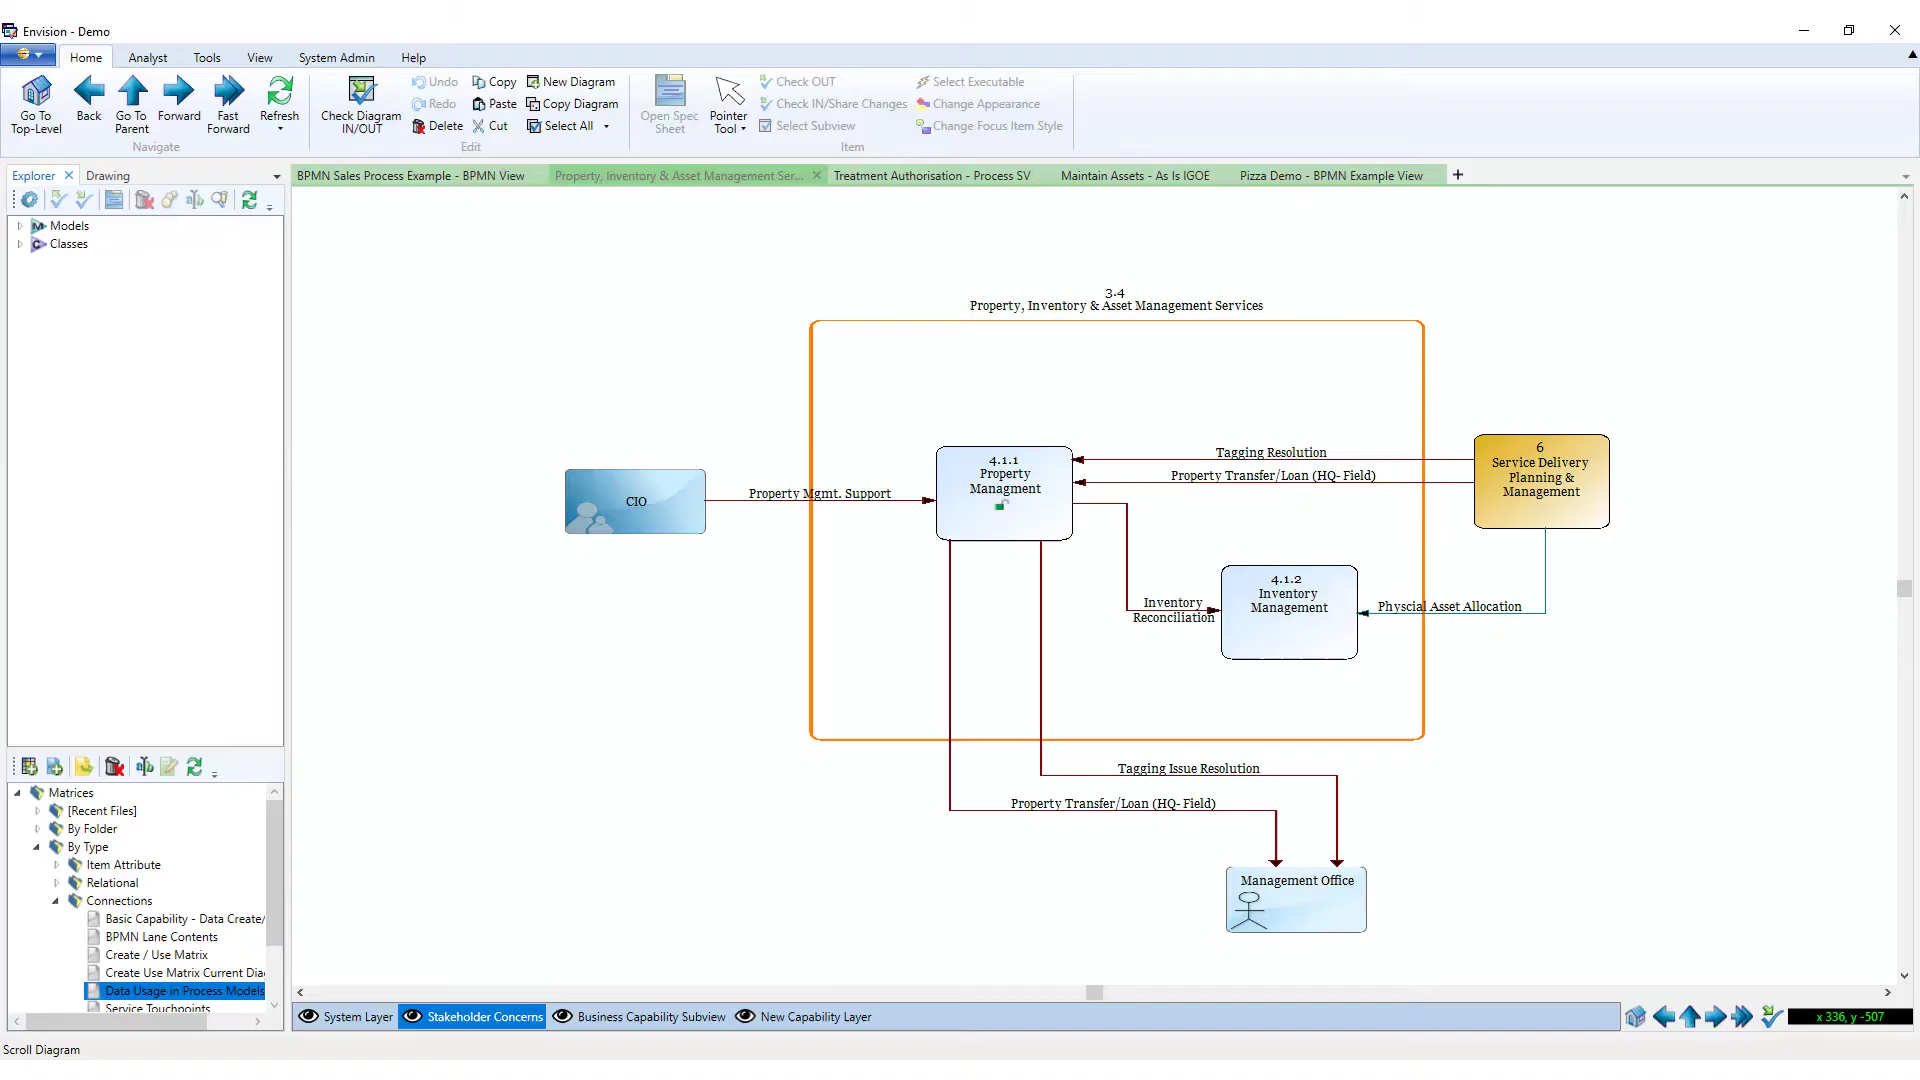 Envision - Demo
Home
Analyst
Tools
View
System Admin
Help
Go To
Top-Level
Back
Go To
Parent
Forward
Fast
Forward
Refresh
Navigate
Check Diagram
IN/OUT
Undo
Redo
Delete
Copy
Paste
Cut
New Diagram
Copy Diagram
Select All
Edit
Open Spec
Sheet
Pointer
Tool
Check OUT
Check IN/Share Changes
Select Subview
Select Executable
Change Appearance
Change Focus Item Style
Item
Explorer
Drawing
BPMN Sales Process Example - BPMN View
Property, Inventory & Asset Management Ser...
Treatment Authorisation - Process SV
Maintain Assets - As Is IGOE
Pizza Demo - BPMN Example View
Models
Classes
3.4
Property, Inventory & Asset Management Services
CIO
Property Mgmt. Support
4.1.1
Property
Managment
Tagging Resolution
Property Transfer/Loan (HQ- Field)
6
Service Delivery
Planning &
Management
Inventory
Reconciliation
4.1.2
Inventory
Management
Physcial Asset Allocation
Tagging Issue Resolution
Property Transfer/Loan (HQ- Field)
Management Office
Matrices
[Recent Files]
By Folder
By Type
Item Attribute
Relational
Connections
Basic Capability - Data Create/
BPMN Lane Contents
Create / Use Matrix
Create Use Matrix Current Dia
Data Usage in Process Models
Service Touchpoints
System Layer
Stakeholder Concerns
Business Capability Subview
New Capability Layer
x 336, y -507
Scroll Diagram